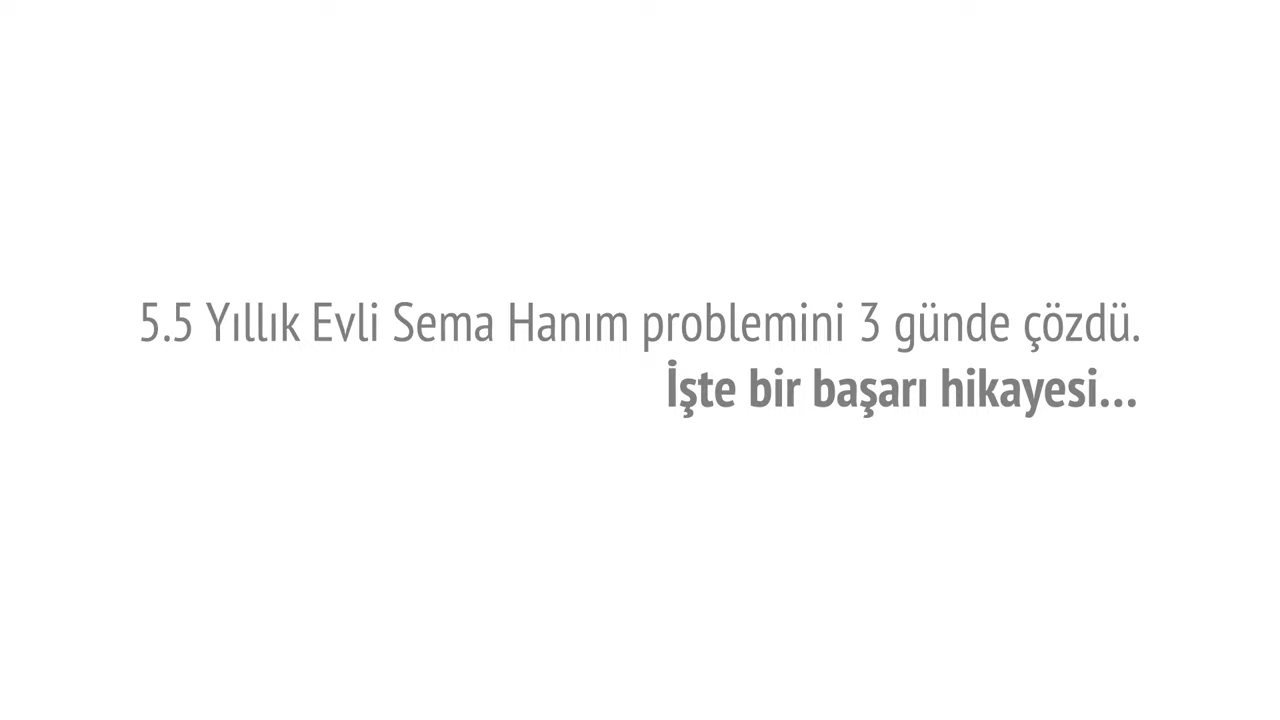 5.5 Yıllık Evli Sema Hanım problemini 3 günde çözdü.
İşte bir başarı hikayesi...